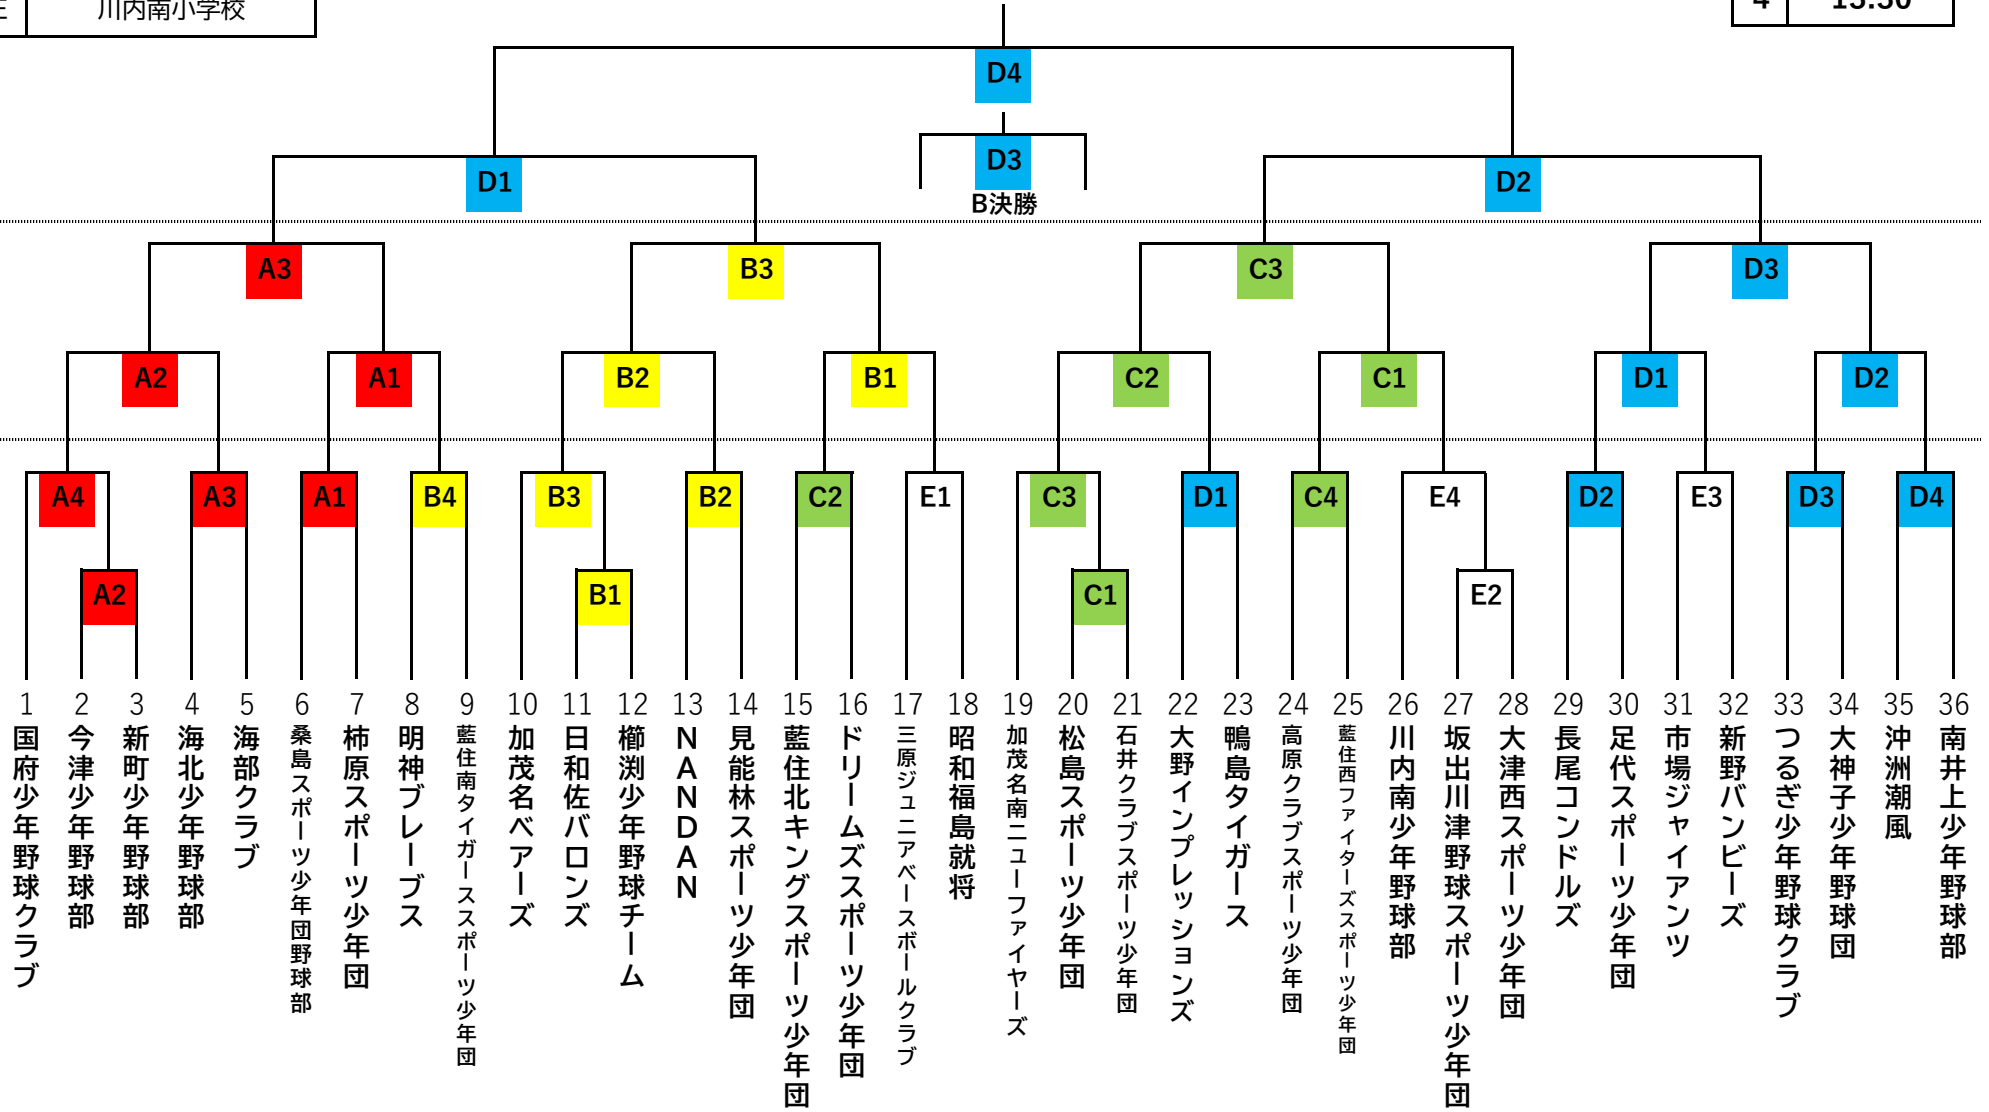 川内南小学校
4 15:30
D4
D3
B決勝
D1
D2
A3
B3
C3
D3
A2
A1
B2
B1
C2
C1
D1
D2
A4
A3
A1
B4
B3
B2
C2
E1
C3
D1
C4
E4
D2
E3
D3
D4
A2
B1
C1
E2
1 2 3 4 5 6 7 8 9 10 11 12 13 14 15 16 17 18 19 20 21 22 23 24 25 26 27 28 29 30 31 32 33 34 35 36
国府少年野球クラブ
今津少年野球部
新町少年野球部
海北少年野球部
海部クラブ
桑島スポーツ少年団野球部
柿原スポーツ少年団
明神ブレーブス
藍住南タイガーススポーツ少年団
加茂名ベアーズ
日和佐バロンズ
櫛渕少年野球チーム
NANDAN
見能林スポーツ少年団
藍住北キングスポーツ少年団
ドリームズスポーツ少年団
三原ジュニアベースボールクラブ
昭和福島就将
加茂名南ニューファイヤーズ
松島スポーツ少年団
石井クラブスポーツ少年団
大野インプレッションズ
鴨島タイガース
高原クラブスポーツ少年団
藍住西ファイターズスポーツ少年団
川内南少年野球部
坂出川津野球スポーツ少年団
大津西スポーツ少年団
長尾コンドルズ
足代スポーツ少年団
市場ジャイアンツ
新野バンビーズ
つるぎ少年野球クラブ
大神子少年野球団
沖洲潮風
南井上少年野球部